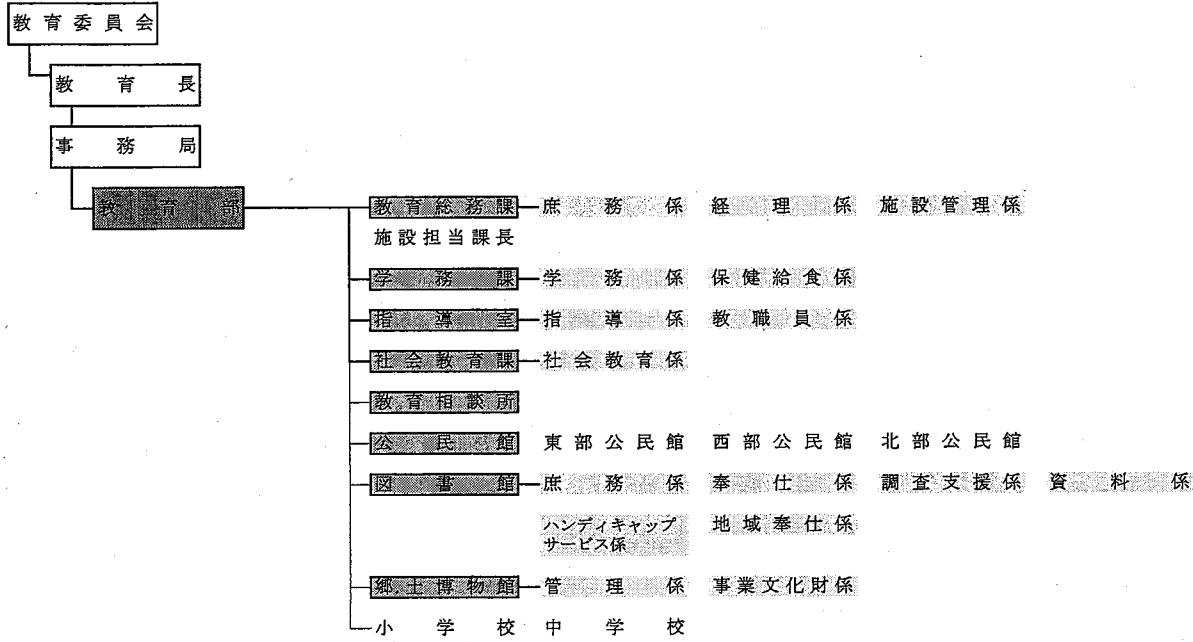 教育委員会
教育長
事務局
教育部
教育総務課 庶務係 経理係 施設管理係
施設担当課長
学務課 学務係 保健給食係
指導室 指導係 教職員係
社会教育課 社会教育係
教育相談所
公民館 東部公民館 西部公民館 北部公民館
図書館 庶務係 奉仕係 調査支援係 資料係
ハンディキャップ 地域奉仕係
サービス係
郷土博物館 管理係 事業文化財係
小学校 中学校